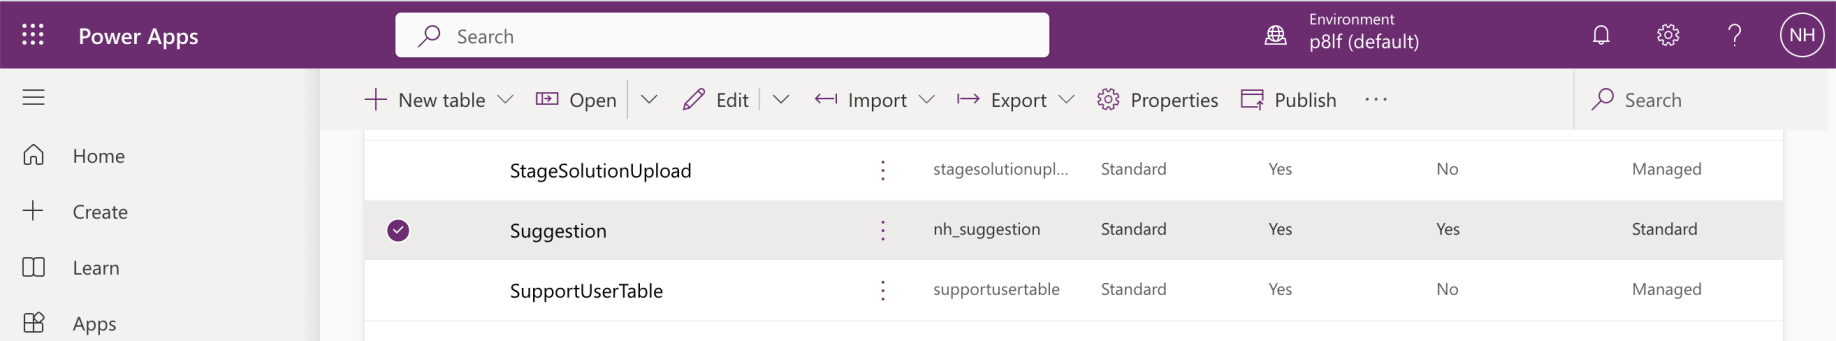 Power Apps
Search
Environment
p8lf (default)
?
NH
New table
Open
Edit
Import
Export
Properties
Publish
...
Search
Home
Create
Learn
Apps
StageSolutionUpload stagesolutionupl... Standard Yes No Managed
Suggestion nh_suggestion Standard Yes Yes Standard
SupportUserTable supportusertable Standard Yes No Managed